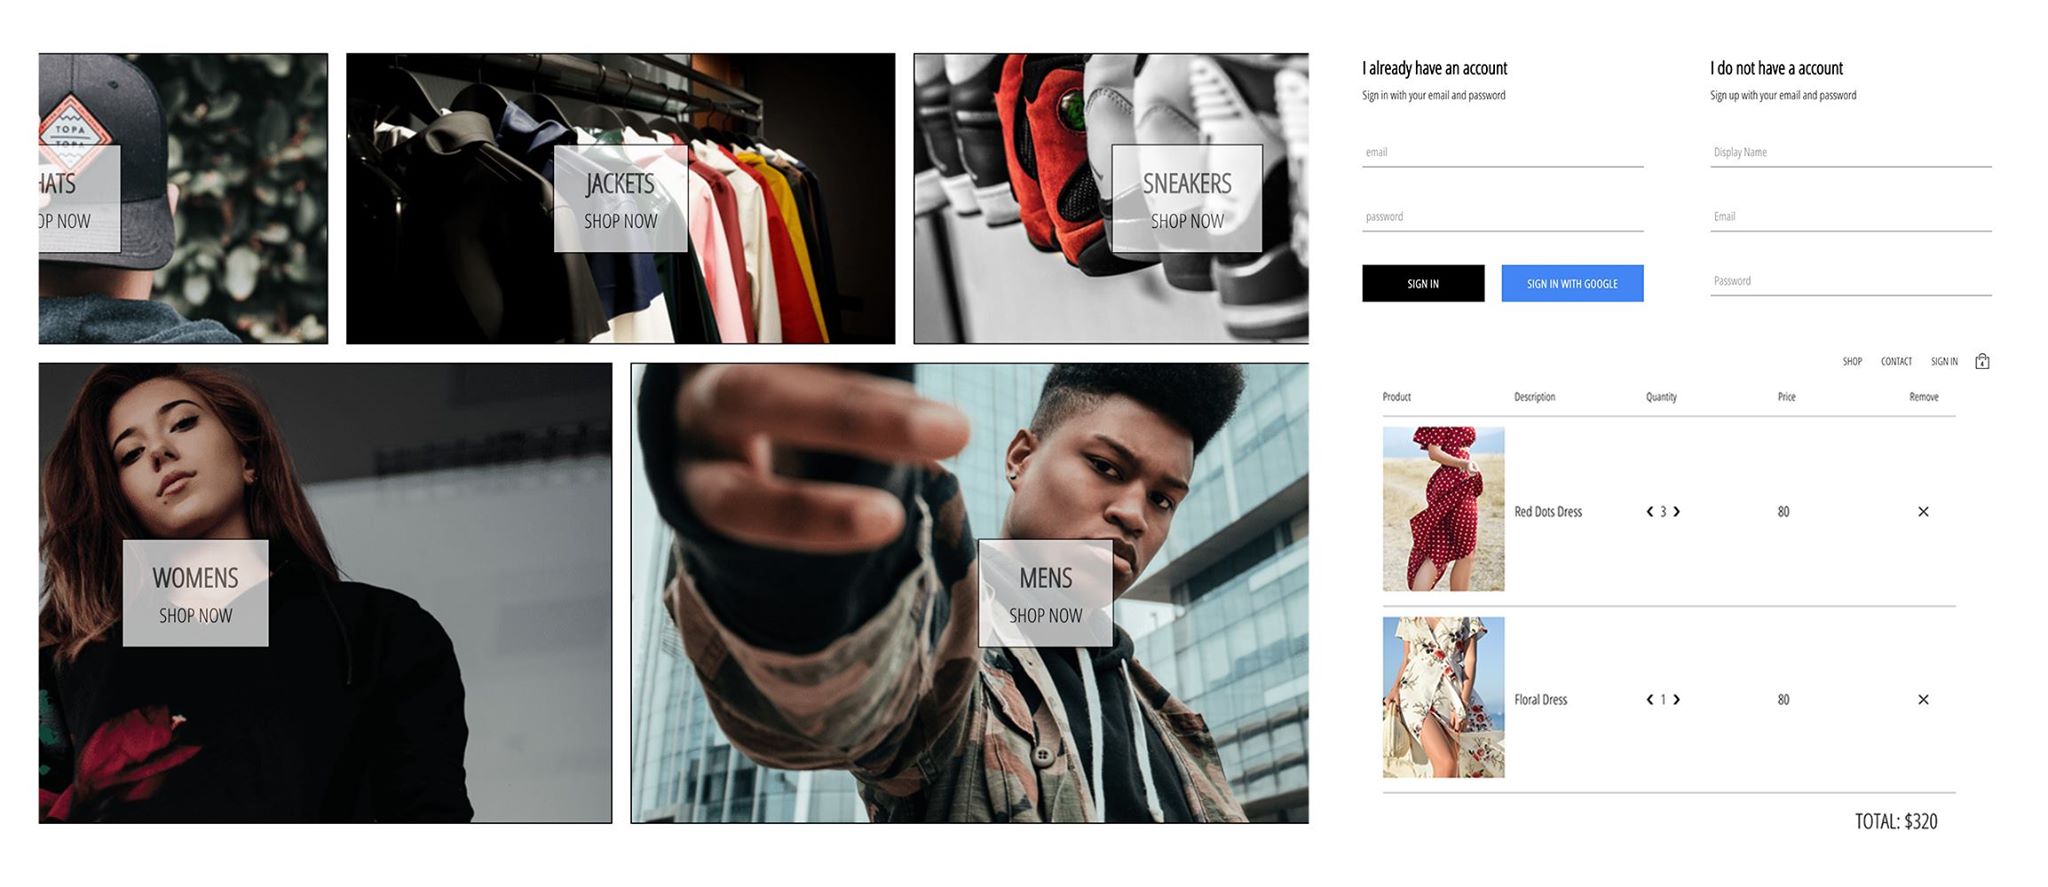 TOPA
TOPA
HATS
OP NOW
JACKETS
SHOP NOW
SNEAKERS
SHOP NOW
WOMENS
SHOP NOW
MENS
SHOP NOW
I already have an account
Sign in with your email and password
email
password
SIGN IN SIGN IN WITH GOOGLE
I do not have a account
Sign up with your email and password
Display Name
Email
Password
SHOP CONTACT SIGN IN 4
Product Description Quantity Price Remove
Red Dots Dress ❮ 3 ❯ 80 ✕
Floral Dress ❮ 1 ❯ 80 ✕
TOTAL: $320